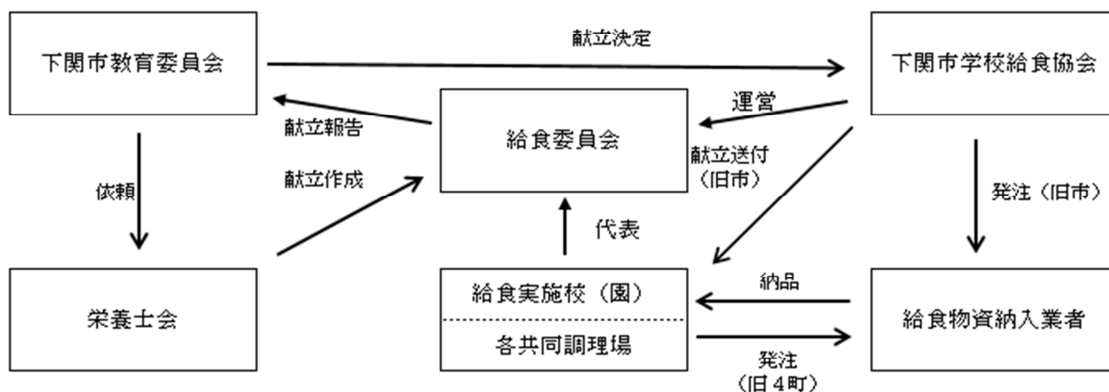 献立決定
下関市教育委員会
下関市学校給食協会
運営
献立報告
給食委員会
献立送付
（旧市）
依頼
献立作成
発注（旧市）
代表
納品
給食実施校（園）
栄養士会
給食物資納入業者
各共同調理場
発注
（旧４町）